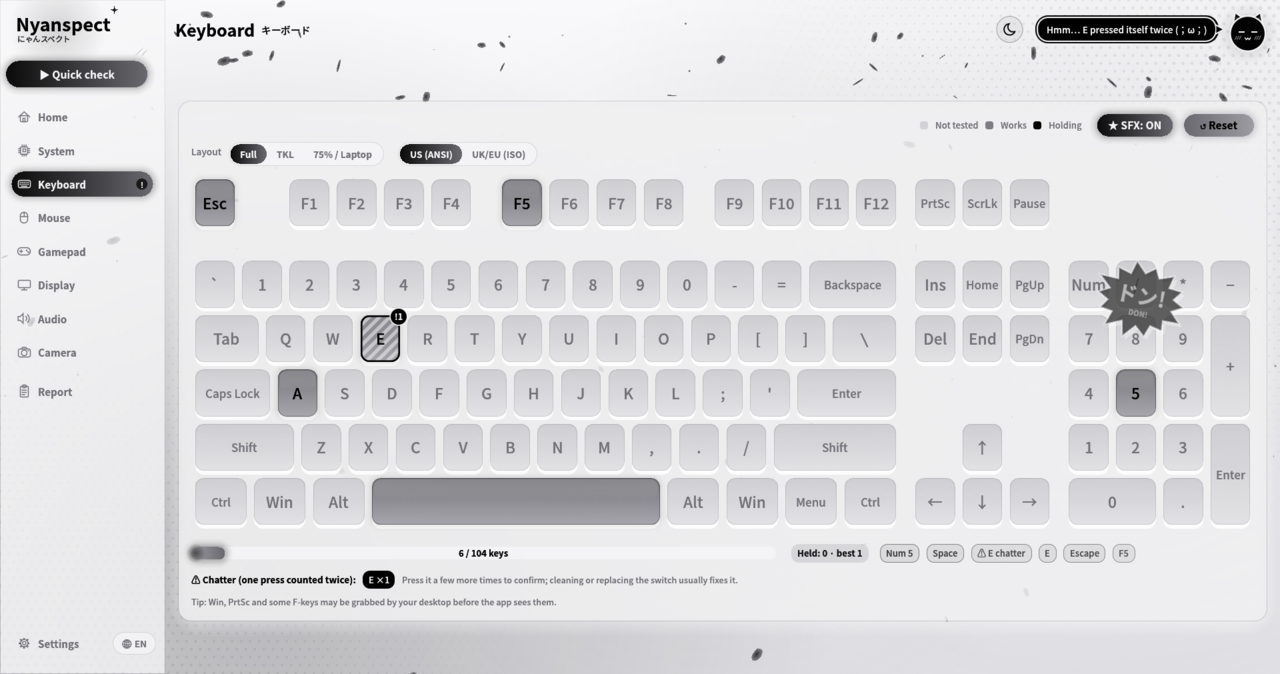 Nyanspect
にゃんスペクト
▶ Quick check
Home
System
Keyboard !
Mouse
Gamepad
Display
Audio
Camera
Report
Settings
EN
Keyboard キーボード
Hmm… E pressed itself twice ( ; ω ; )
Not tested Works Holding ★ SFX: ON ↺ Reset
Layout Full TKL 75% / Laptop US (ANSI) UK/EU (ISO)
Esc F1 F2 F3 F4 F5 F6 F7 F8 F9 F10 F11 F12 PrtSc ScrLk Pause
` 1 2 3 4 5 6 7 8 9 0 - = Backspace Ins Home PgUp Num * −
ドン!
DON!
Tab Q W E !1 R T Y U I O P [ ] \ Del End PgDn 7 8 9 +
Caps Lock A S D F G H J K L ; ' Enter 4 5 6
Shift Z X C V B N M , . / Shift ↑ 1 2 3 Enter
Ctrl Win Alt Alt Win Menu Ctrl ← ↓ → 0 .
6 / 104 keys Held: 0 · best 1 Num 5 Space ⚠ E chatter E Escape F5
⚠ Chatter (one press counted twice): E ×1 Press it a few more times to confirm; cleaning or replacing the switch usually fixes it.
Tip: Win, PrtSc and some F-keys may be grabbed by your desktop before the app sees them.